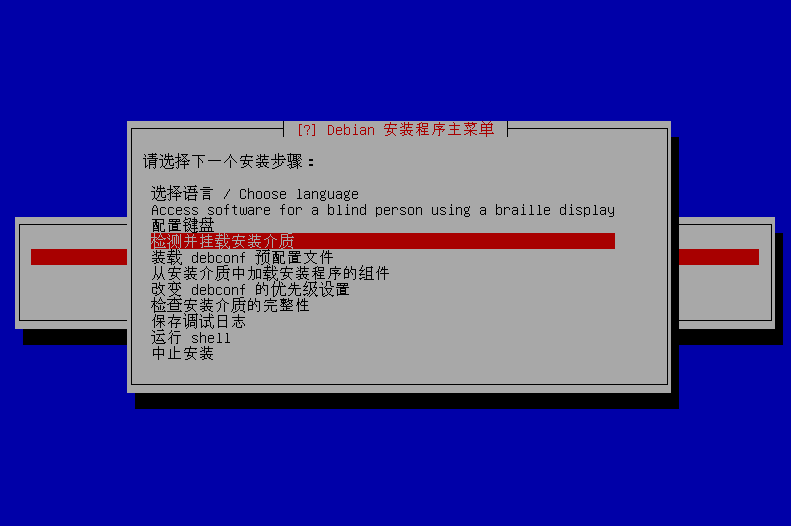 [?] Debian 安装程序主菜单
请选择下一个安装步骤：
选择语言 / Choose language
Access software for a blind person using a braille display
配置键盘
检测并挂载安装介质
装载 debconf 预配置文件
从安装介质中加载安装程序的组件
改变 debconf 的优先级设置
检查安装介质的完整性
保存调试日志
运行 shell
中止安装